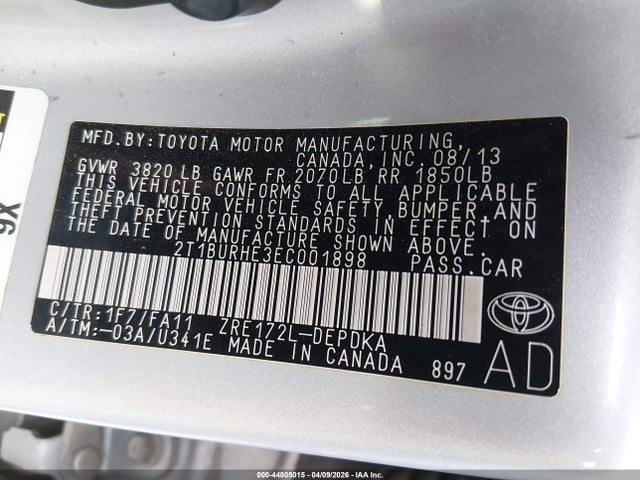 MFD.BY:TOYOTA MOTOR MANUFACTURING,
CANADA, INC. 08/13
GVWR 3820 LB GAWR FR 2070LB, RR 1850LB
THIS VEHICLE CONFORMS TO ALL APPLICABLE
FEDERAL MOTOR VEHICLE SAFETY, BUMPER, AND
THEFT PREVENTION STANDARDS IN EFFECT ON
THE DATE OF MANUFACTURE SHOWN ABOVE.
2T1BURHE3EC001898 PASS.CAR
C/TR:1F7/FA11 ZRE172L-DEPDKA
A/TM:-03A/U341E MADE IN CANADA 897
AD
000-44805015 - 04/09/2026 - IAA Inc.